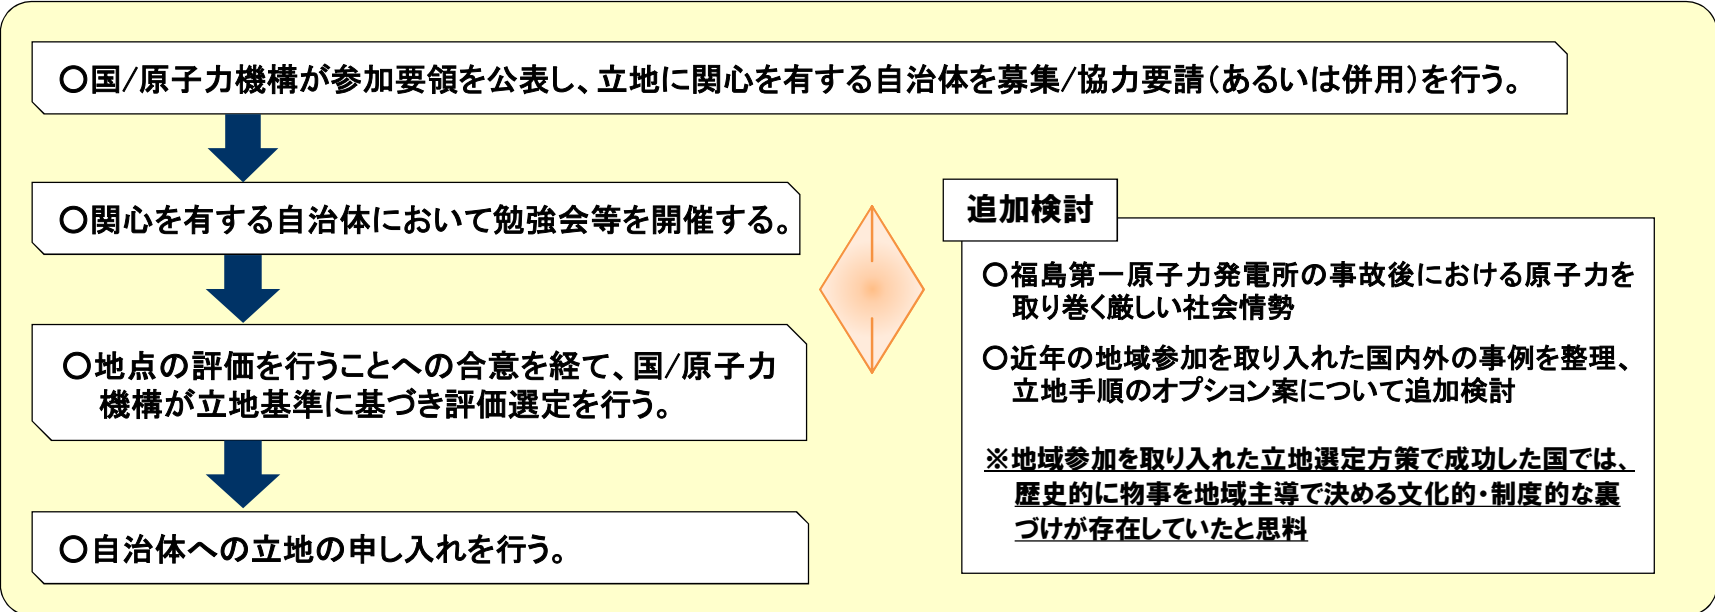 〇国/原子力機構が参加要領を公表し、立地に関心を有する自治体を募集/協力要請(あるいは併用)を行う。
〇関心を有する自治体において勉強会等を開催する。
〇地点の評価を行うことへの合意を経て、国/原子力
機構が立地基準に基づき評価選定を行う。
〇自治体への立地の申し入れを行う。
追加検討
〇福島第一原子力発電所の事故後における原子力を
取り巻く厳しい社会情勢
〇近年の地域参加を取り入れた国内外の事例を整理、
立地手順のオプション案について追加検討
※地域参加を取り入れた立地選定方策で成功した国では、
歴史的に物事を地域主導で決める文化的・制度的な裏
づけが存在していたと思料